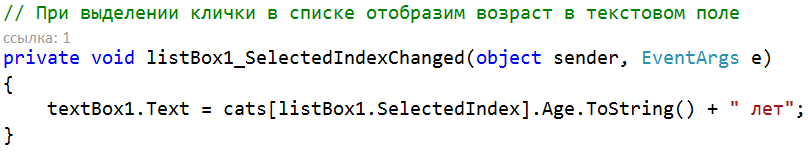 // При выделении клички в списке отобразим возраст в текстовом поле
ссылка: 1
private void listBox1_SelectedIndexChanged(object sender, EventArgs e)
{
    textBox1.Text = cats[listBox1.SelectedIndex].Age.ToString() + " лет";
}